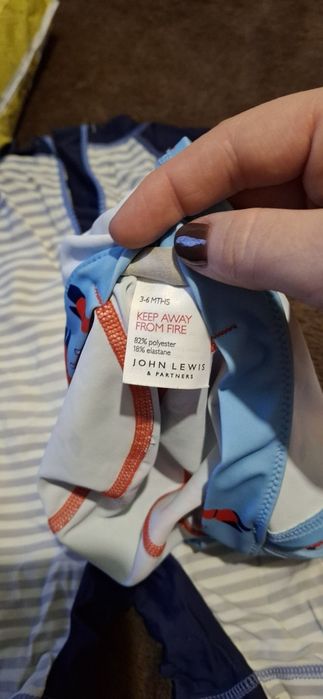 3-6 MTHS
KEEP AWAY
FROM FIRE
82% polyester
18% elastane
JOHN LEWIS
& PARTNERS